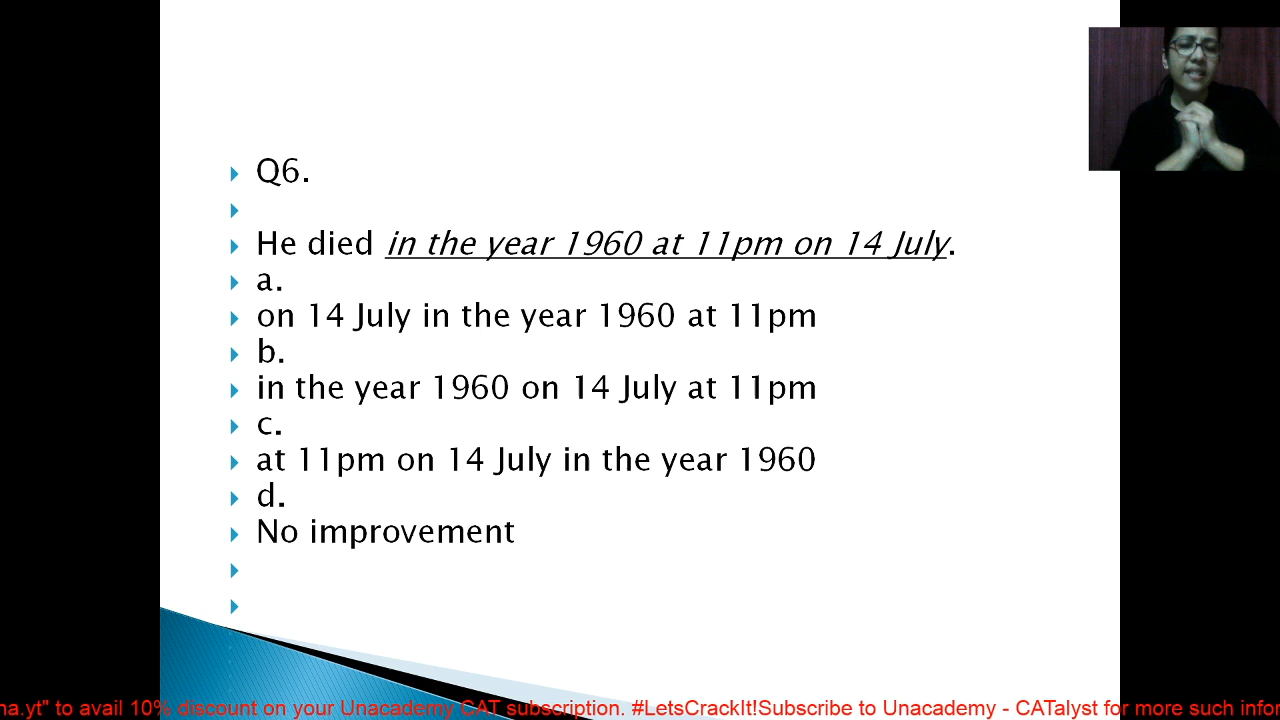 Q6.
He died in the year 1960 at 11pm on 14 July.
a.
on 14 July in the year 1960 at 11pm
b.
in the year 1960 on 14 July at 11pm
c.
at 11pm on 14 July in the year 1960
d.
No improvement
na.yt" to avail 10% discount on your Unacademy CAT subscription. #LetsCrackIt!Subscribe to Unacademy - CATalyst for more such infor